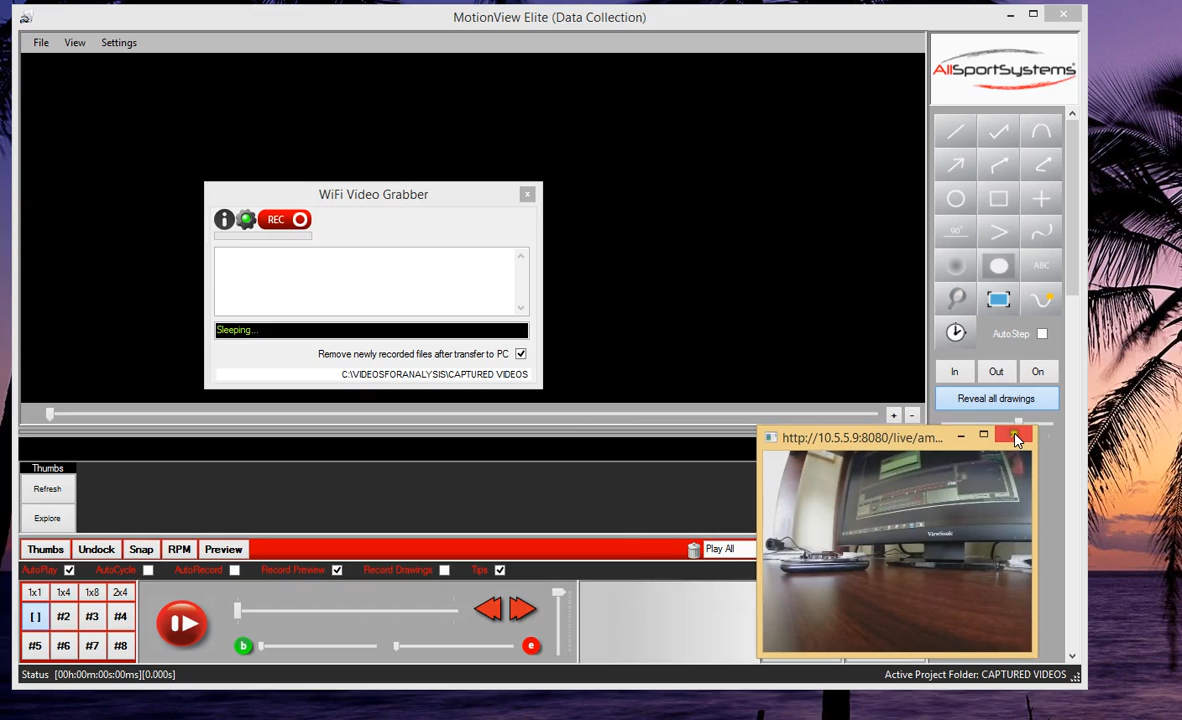 MotionView Elite (Data Collection)
File View Settings
AllSportSystems
WiFi Video Grabber
x
REC
Sleeping...
Remove newly recorded files after transfer to PC
C:\VIDEOSFORANALYSIS\CAPTURED VIDEOS
90°
ABC
AutoStep
In Out On
Reveal all drawings
+ -
http://10.5.5.9:8080/live/am...
ViewSonic
Thumbs
Refresh
Explore
Thumbs Undock Snap RPM Preview
Play All
AutoPlay AutoCycle AutoRecord Record Preview Record Drawings Tips
1x1 1x4 1x8 2x4
[ ] #2 #3 #4
#5 #6 #7 #8
b e
Status [00h:00m:00s:00ms][0.000s]
Active Project Folder: CAPTURED VIDEOS